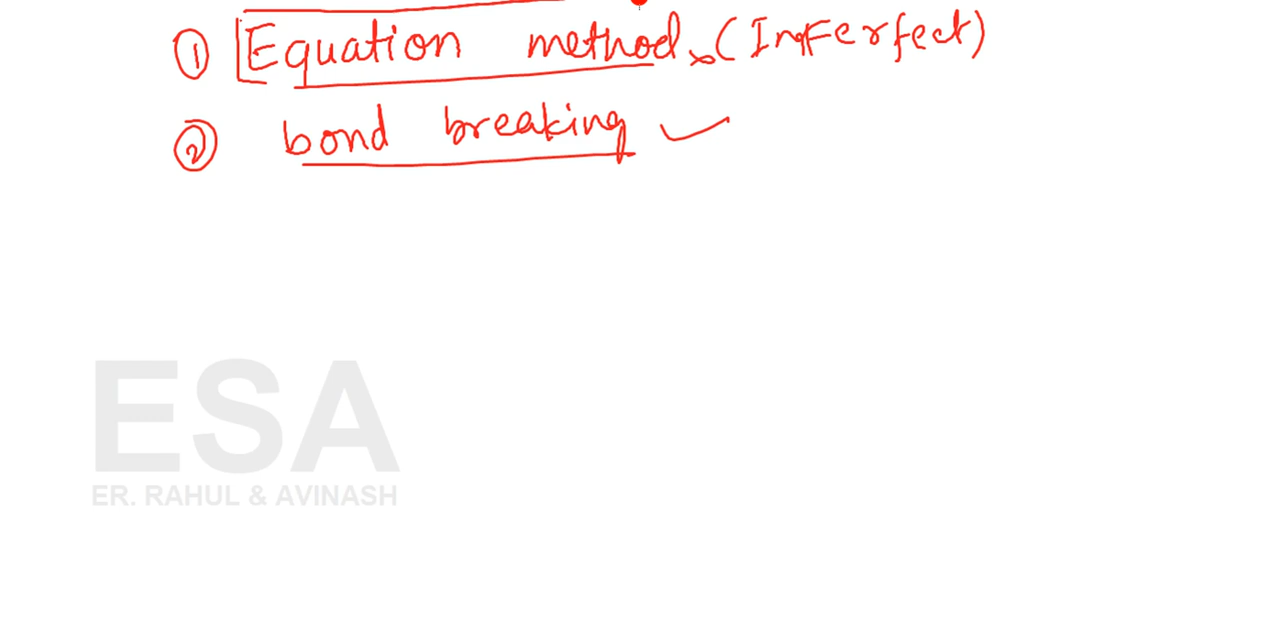 ① Equation method (Imperfect)
② bond breaking ✓
ESA
ER. RAHUL & AVINASH